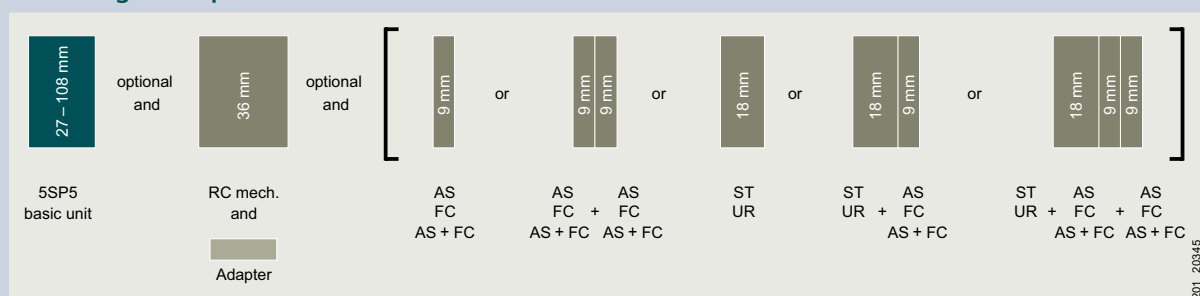 27 – 108 mm
optional
and
36 mm
optional
and
9 mm
or
9 mm 9 mm
or
18 mm
or
18 mm 9 mm
or
18 mm 9 mm 9 mm
5SP5
basic unit
RC mech.
and
Adapter
AS
FC
AS + FC
AS AS
FC + FC
AS + FC AS + FC
ST
UR
ST AS
UR + FC
AS + FC
ST AS AS
UR + FC + FC
AS + FC AS + FC